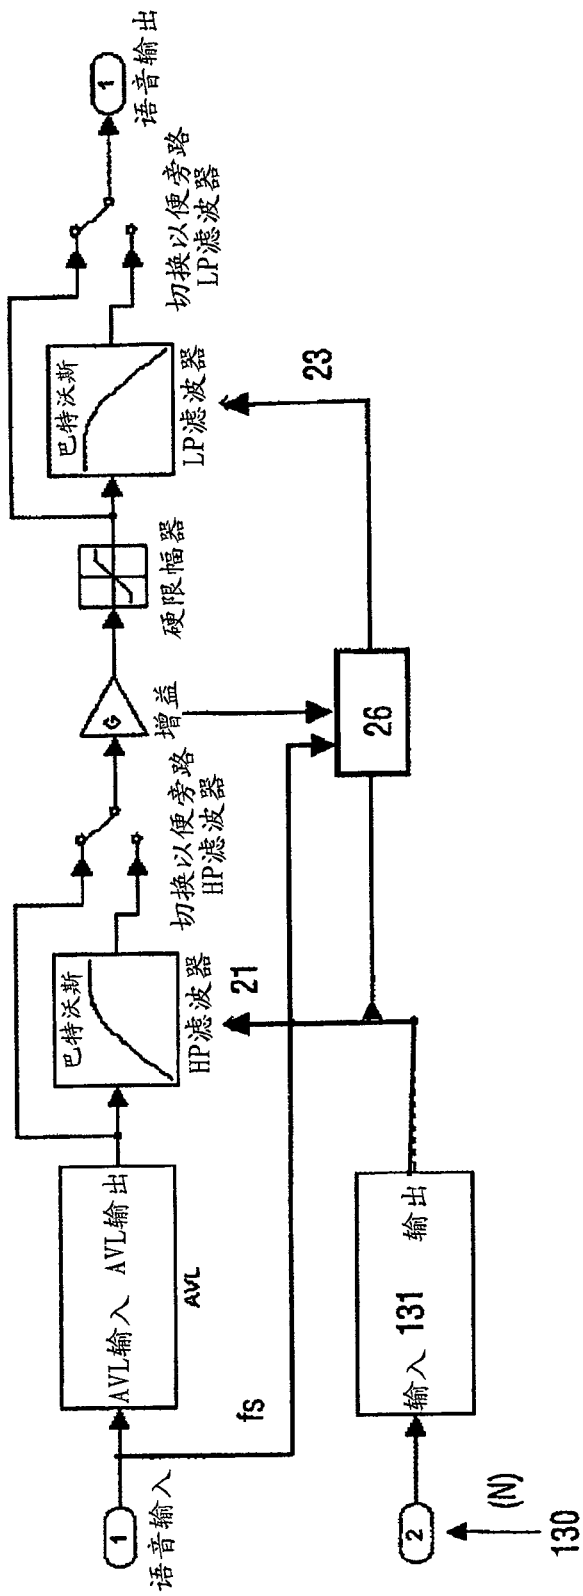 1
语音输入
AVL输入 AVL输出
AVL
巴特沃斯
HP滤波器
21
切换以便旁路
HP滤波器
G
增益
硬限幅器
巴特沃斯
LP滤波器
23
切换以便旁路
LP滤波器
1
语音输出
fs
26
2
(N)
130
输入 131 输出